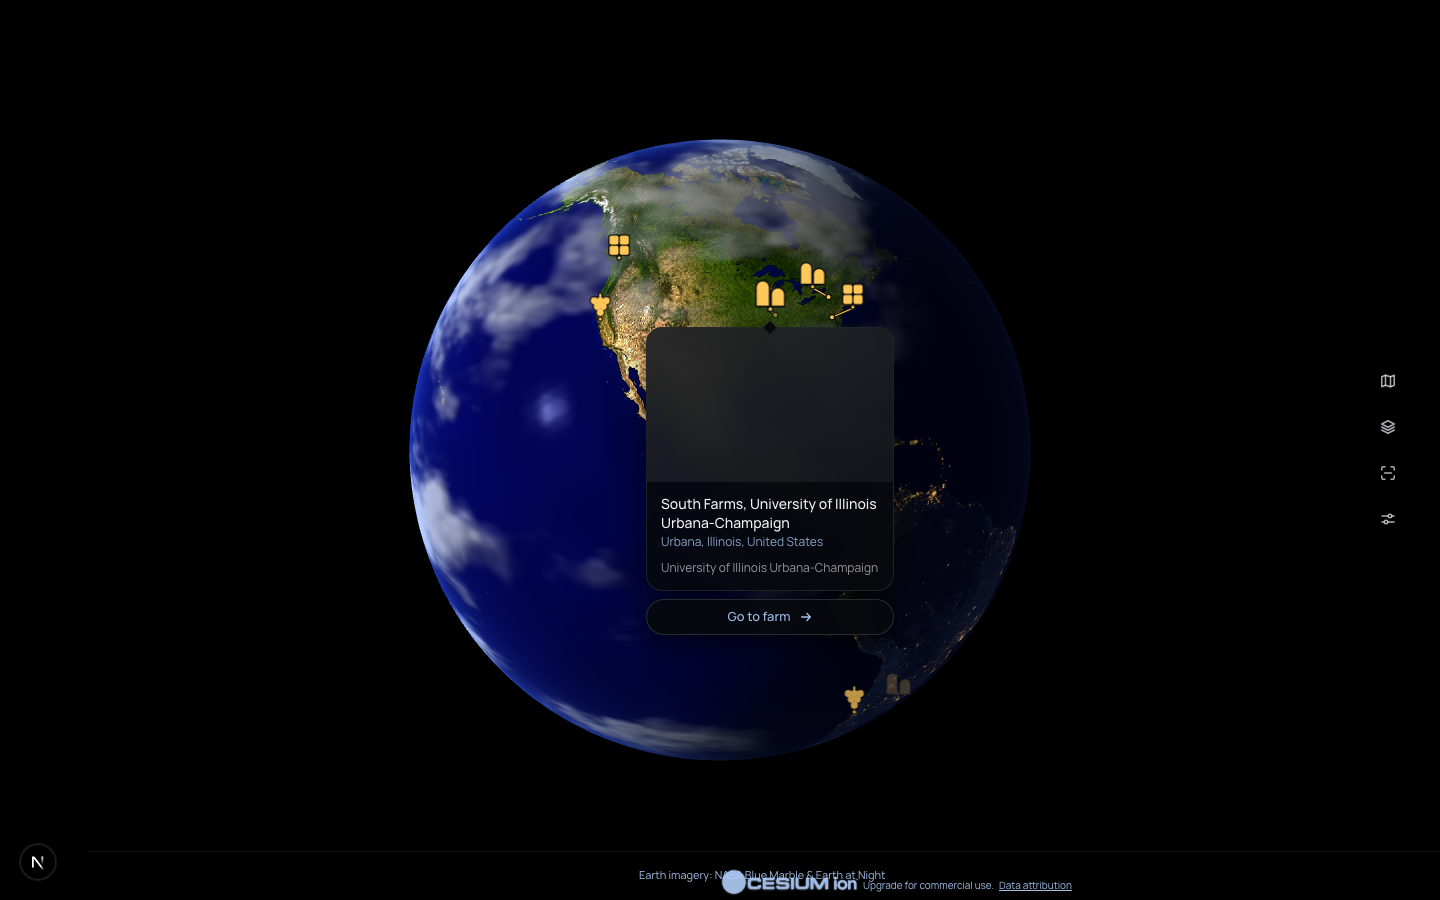 South Farms, University of Illinois
Urbana-Champaign
Urbana, Illinois, United States
University of Illinois Urbana-Champaign
Go to farm →
N
Earth imagery: NASA Blue Marble & Earth at Night
CESIUM ion Upgrade for commercial use. Data attribution